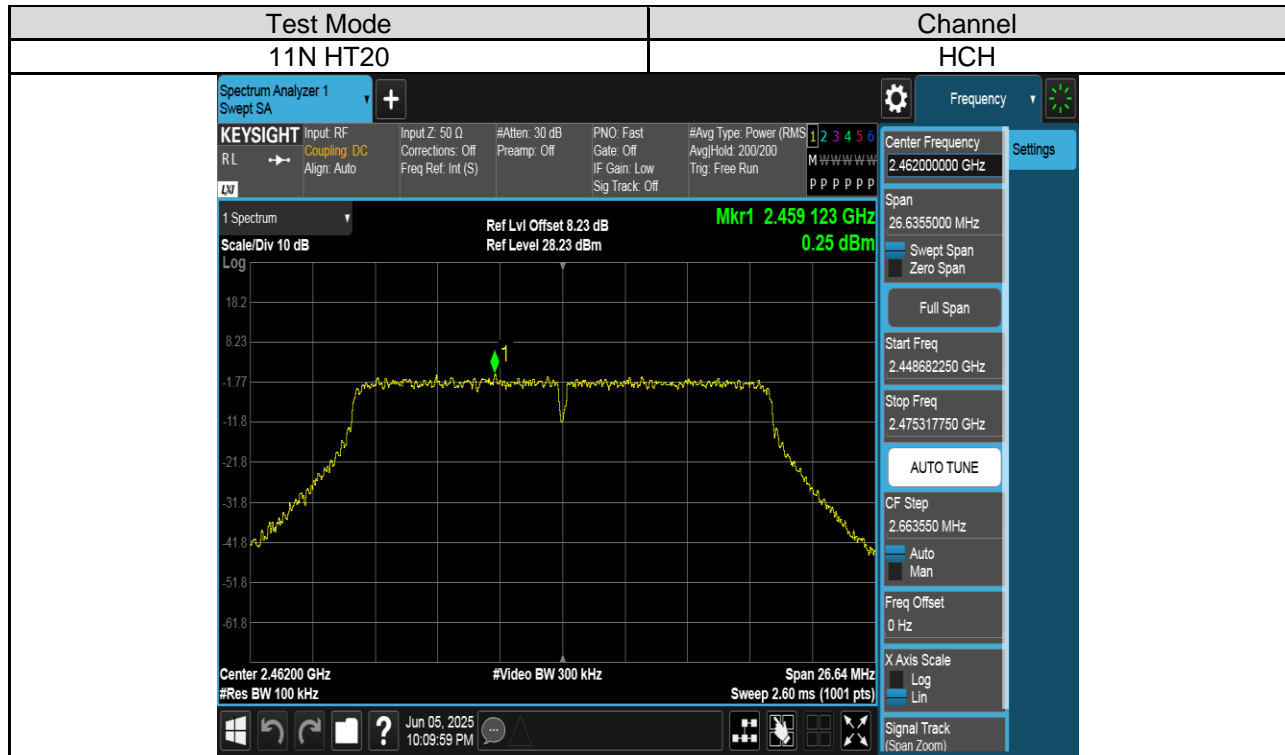 Test Mode Channel
11N HT20 HCH
Spectrum Analyzer 1
Swept SA
+
Frequency
KEYSIGHT
RL
LXI
Input: RF
Coupling: DC
Align: Auto
Input Z: 50 Ω
Corrections: Off
Freq Ref: Int (S)
#Atten: 30 dB
Preamp: Off
PNO: Fast
Gate: Off
IF Gain: Low
Sig Track: Off
#Avg Type: Power (RMS
Avg|Hold: 200/200
Trig: Free Run
1 2 3 4 5 6
M W W W W W
P P P P P P
1 Spectrum
Scale/Div 10 dB
Log
Ref Lvl Offset 8.23 dB
Ref Level 28.23 dBm
Mkr1 2.459 123 GHz
0.25 dBm
18.2
8.23
-1.77
-11.8
-21.8
-31.8
-41.8
-51.8
-61.8
1
Center 2.46200 GHz
#Res BW 100 kHz
#Video BW 300 kHz
Span 26.64 MHz
Sweep 2.60 ms (1001 pts)
Center Frequency
2.462000000 GHz
Settings
Span
26.6355000 MHz
Swept Span
Zero Span
Full Span
Start Freq
2.448682250 GHz
Stop Freq
2.475317750 GHz
AUTO TUNE
CF Step
2.663550 MHz
Auto
Man
Freq Offset
0 Hz
X Axis Scale
Log
Lin
Signal Track
(Span Zoom)
?
Jun 05, 2025
10:09:59 PM